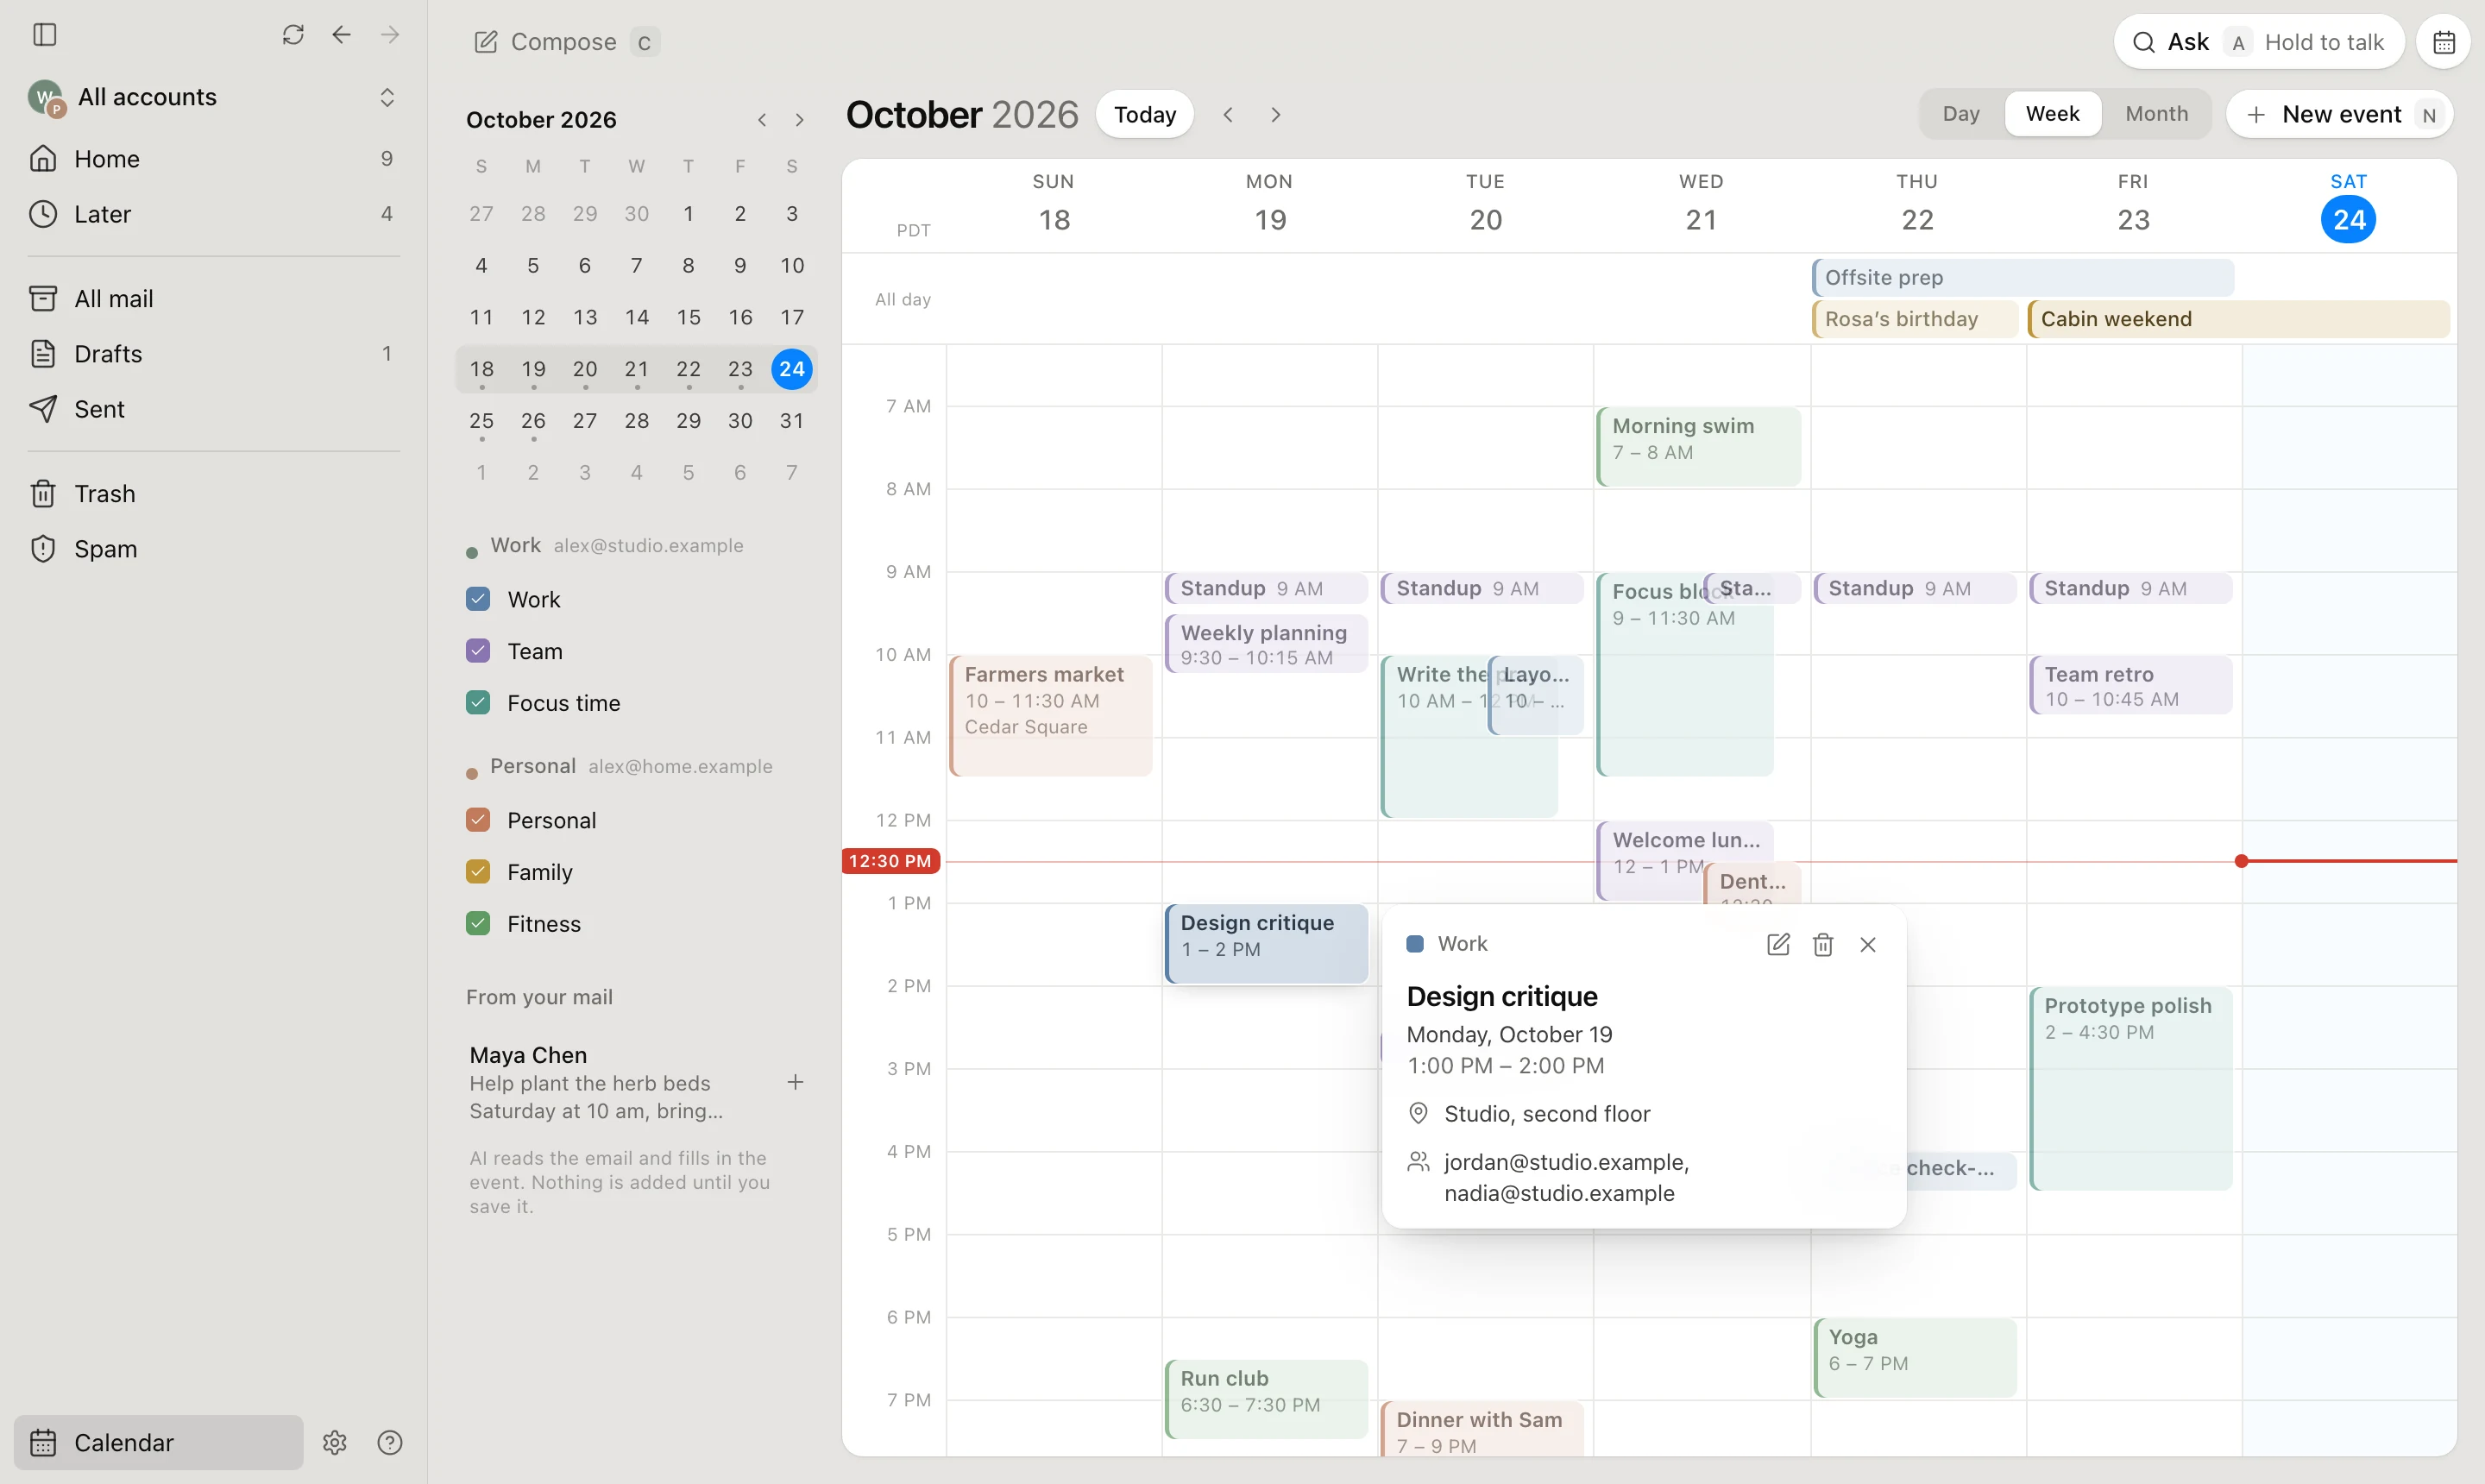 W
P
All accounts
Home 9
Later 4
All mail
Drafts 1
Sent
Trash
Spam
Calendar
Compose C
October 2026
S M T W T F S
27 28 29 30 1 2 3
4 5 6 7 8 9 10
11 12 13 14 15 16 17
18 19 20 21 22 23 24
25 26 27 28 29 30 31
1 2 3 4 5 6 7
Work alex@studio.example
Work
Team
Focus time
Personal alex@home.example
Personal
Family
Fitness
From your mail
Maya Chen
Help plant the herb beds
Saturday at 10 am, bring...
AI reads the email and fills in the
event. Nothing is added until you
save it.
Ask A Hold to talk
October 2026 Today
Day Week Month
New event N
SUN MON TUE WED THU FRI SAT
PDT 18 19 20 21 22 23 24
All day
Offsite prep
Rosa's birthday
Cabin weekend
7 AM
8 AM
9 AM
10 AM
11 AM
12 PM
12:30 PM
1 PM
2 PM
3 PM
4 PM
5 PM
6 PM
7 PM
Farmers market
10 – 11:30 AM
Cedar Square
Standup 9 AM
Weekly planning
9:30 – 10:15 AM
Design critique
1 – 2 PM
Run club
6:30 – 7:30 PM
Standup 9 AM
Write the
10 AM – 12 PM
Layo...
10 – ...
Dinner with Sam
7 – 9 PM
Morning swim
7 – 8 AM
Focus block
9 – 11:30 AM
Sta...
Welcome lun...
12 – 1 PM
Dent...
12:30
Standup 9 AM
check-...
Yoga
6 – 7 PM
Standup 9 AM
Team retro
10 – 10:45 AM
Prototype polish
2 – 4:30 PM
Work
Design critique
Monday, October 19
1:00 PM – 2:00 PM
Studio, second floor
jordan@studio.example,
nadia@studio.example